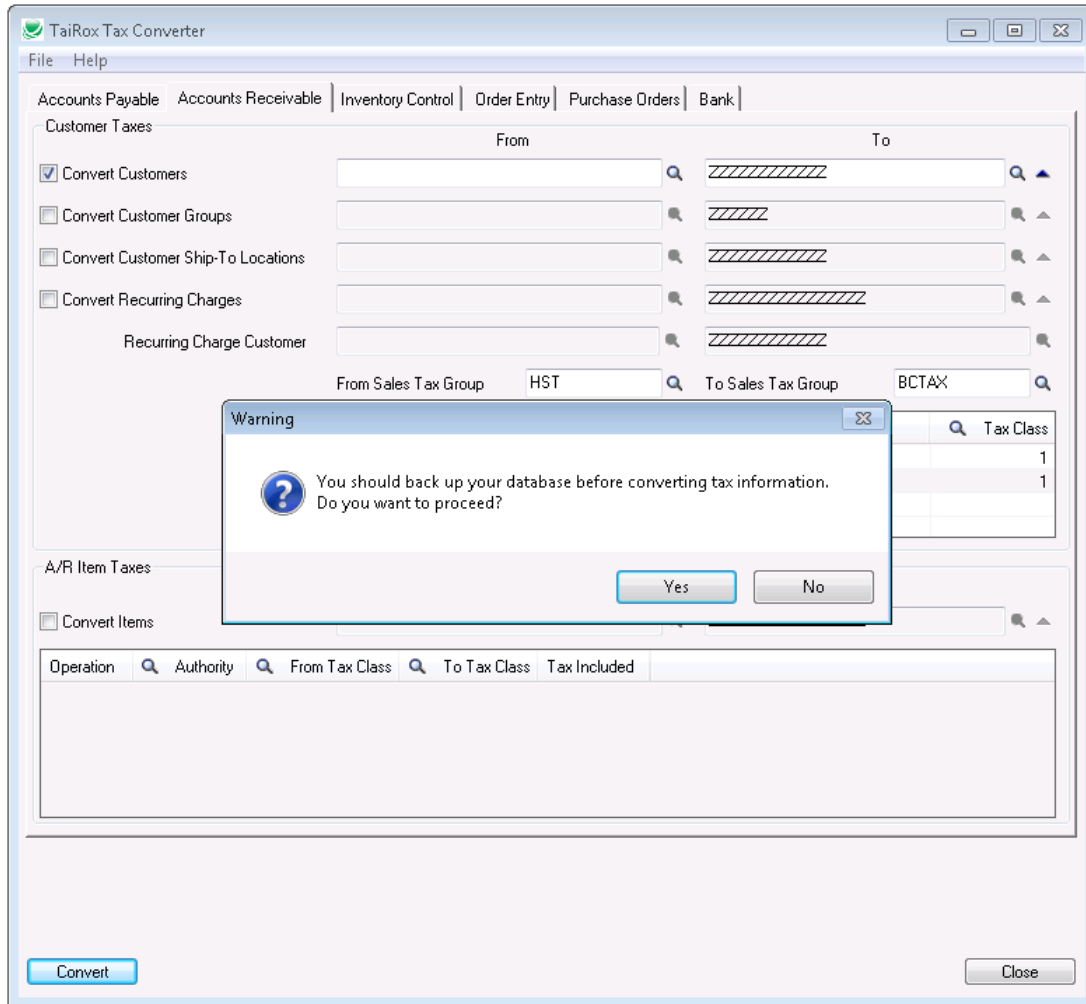 TaiRox Tax Converter
File Help
Accounts Payable Accounts Receivable Inventory Control Order Entry Purchase Orders Bank
Customer Taxes
From To
Convert Customers ZZZZZZZZZZZZ
Convert Customer Groups ZZZZZZ
Convert Customer Ship-To Locations ZZZZZZZZZZZZ
Convert Recurring Charges ZZZZZZZZZZZZZZZZ
Recurring Charge Customer ZZZZZZZZZZZZ
From Sales Tax Group HST To Sales Tax Group BCTAX
Warning
Tax Class
1
You should back up your database before converting tax information.
1
Do you want to proceed?
A/R Item Taxes
Yes No
Convert Items
Operation Authority From Tax Class To Tax Class Tax Included
Convert Close